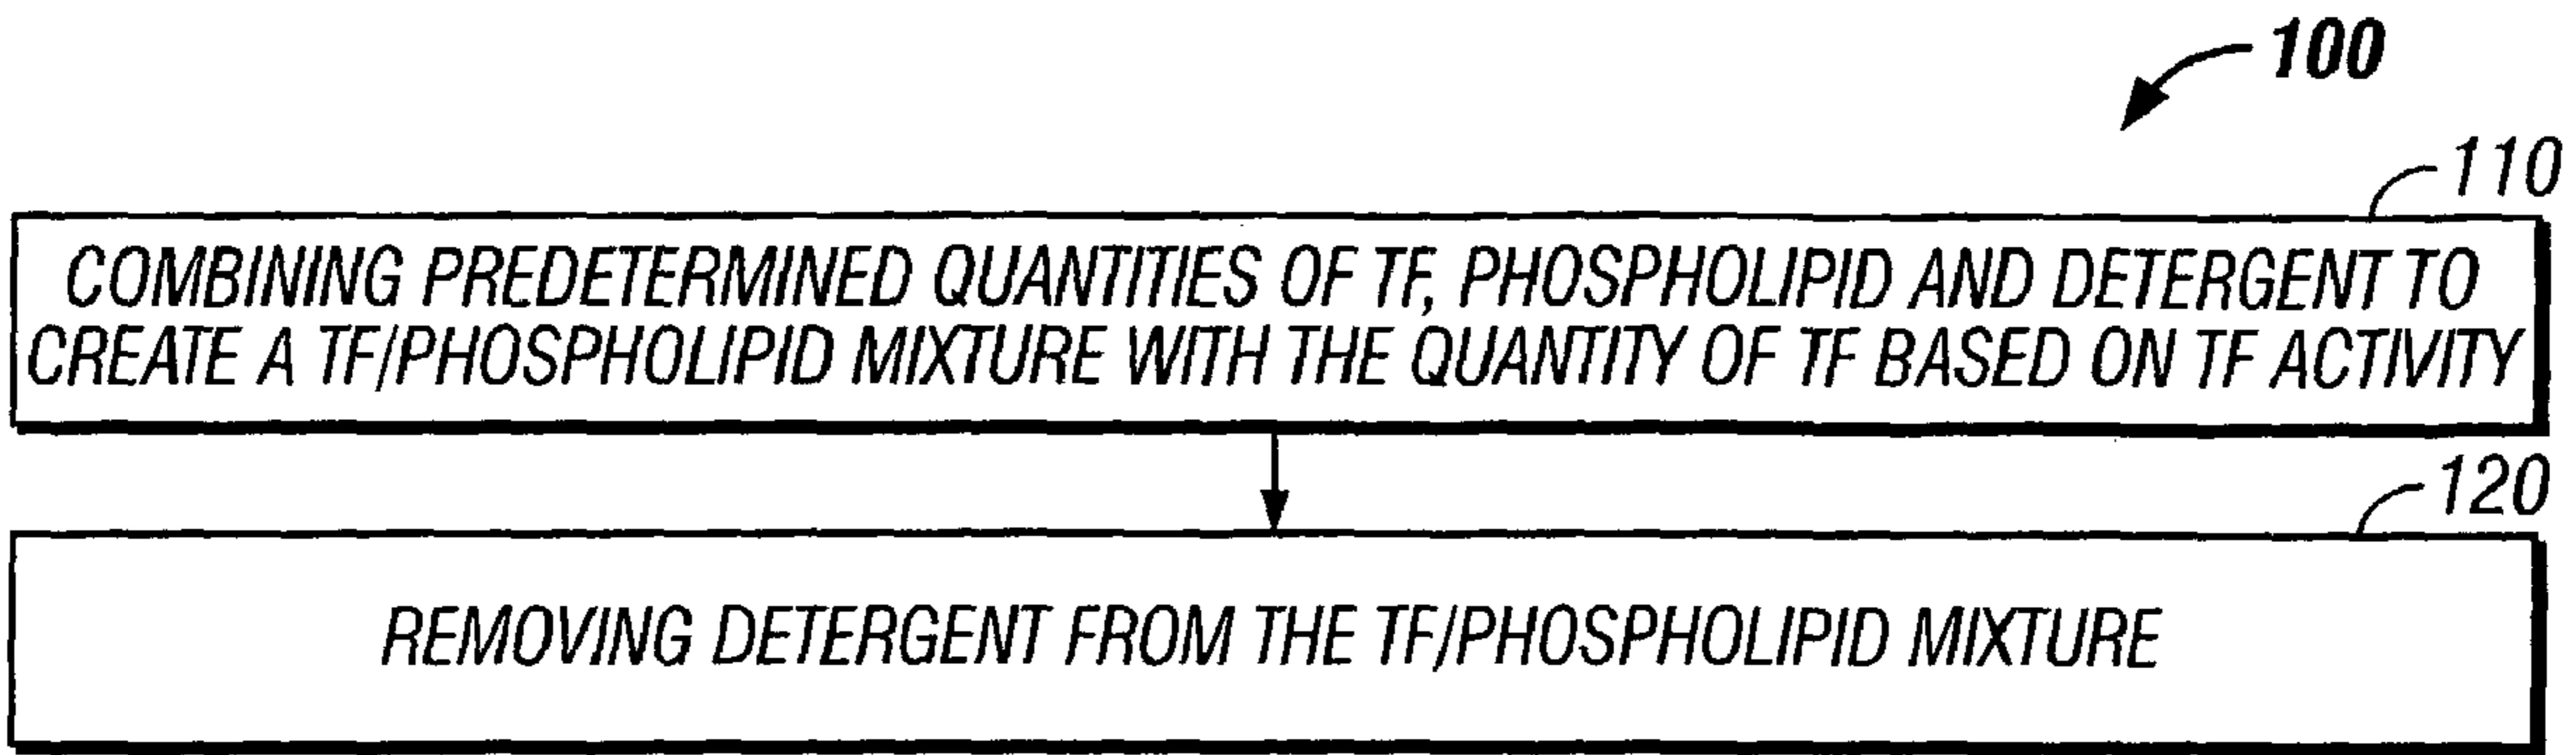 100
110
COMBINING PREDETERMINED QUANTITIES OF TF, PHOSPHOLIPID AND DETERGENT TO
CREATE A TF/PHOSPHOLIPID MIXTURE WITH THE QUANTITY OF TF BASED ON TF ACTIVITY
120
REMOVING DETERGENT FROM THE TF/PHOSPHOLIPID MIXTURE